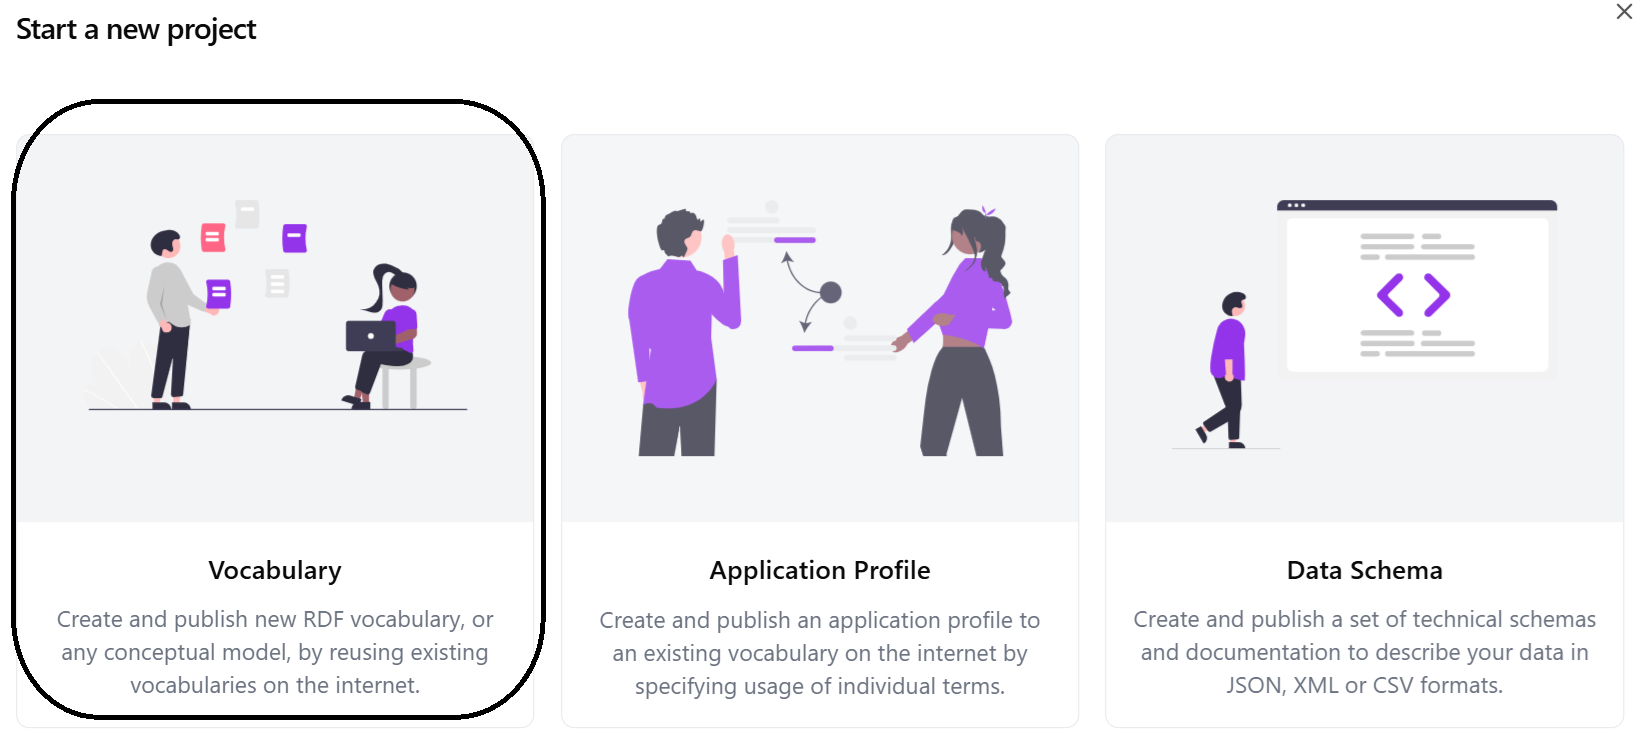 Start a new project
Vocabulary
Create and publish new RDF vocabulary, or
any conceptual model, by reusing existing
vocabularies on the internet.
Application Profile
Create and publish an application profile to
an existing vocabulary on the internet by
specifying usage of individual terms.
Data Schema
Create and publish a set of technical schemas
and documentation to describe your data in
JSON, XML or CSV formats.